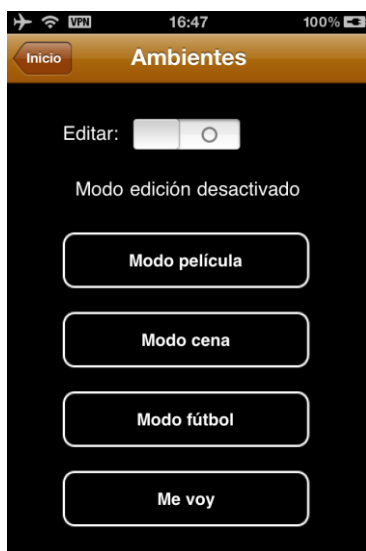 VPN 16:47 100%
Inicio Ambientes
Editar:
Modo edición desactivado
Modo película
Modo cena
Modo fútbol
Me voy